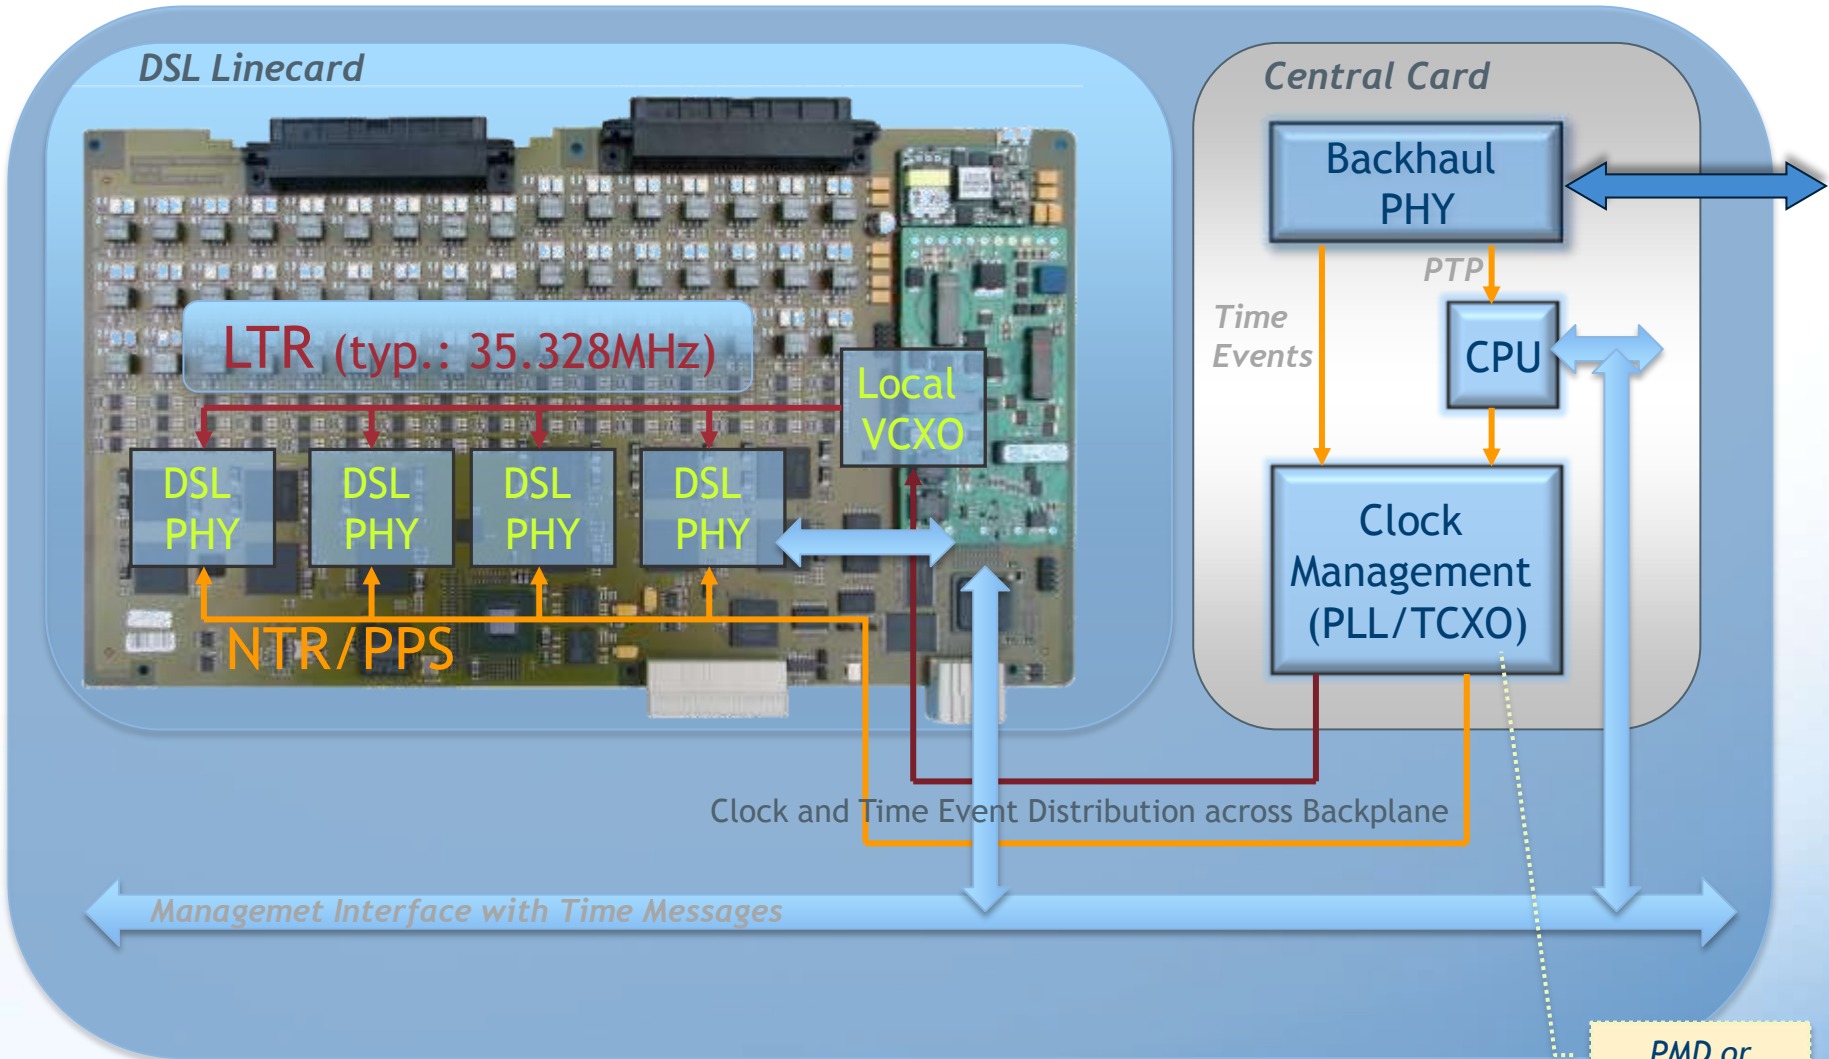 DSL Linecard
Central Card
Backhaul
PHY
PTP
Time
Events
CPU
LTR (typ.: 35.328MHz)
Local
VCXO
DSL
PHY
DSL
PHY
DSL
PHY
DSL
PHY
Clock
Management
(PLL/TCXO)
NTR/PPS
Clock and Time Event Distribution across Backplane
Managemet Interface with Time Messages
PMD or